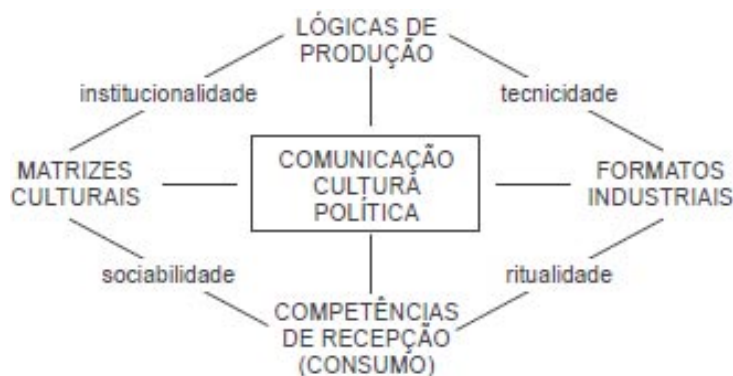 LÓGICAS DE
PRODUÇÃO
institucionalidade
tecnicidade
MATRIZES
CULTURAIS
COMUNICAÇÃO
CULTURA
POLÍTICA
FORMATOS
INDUSTRIAIS
sociabilidade
ritualidade
COMPETÊNCIAS
DE RECEPÇÃO
(CONSUMO)